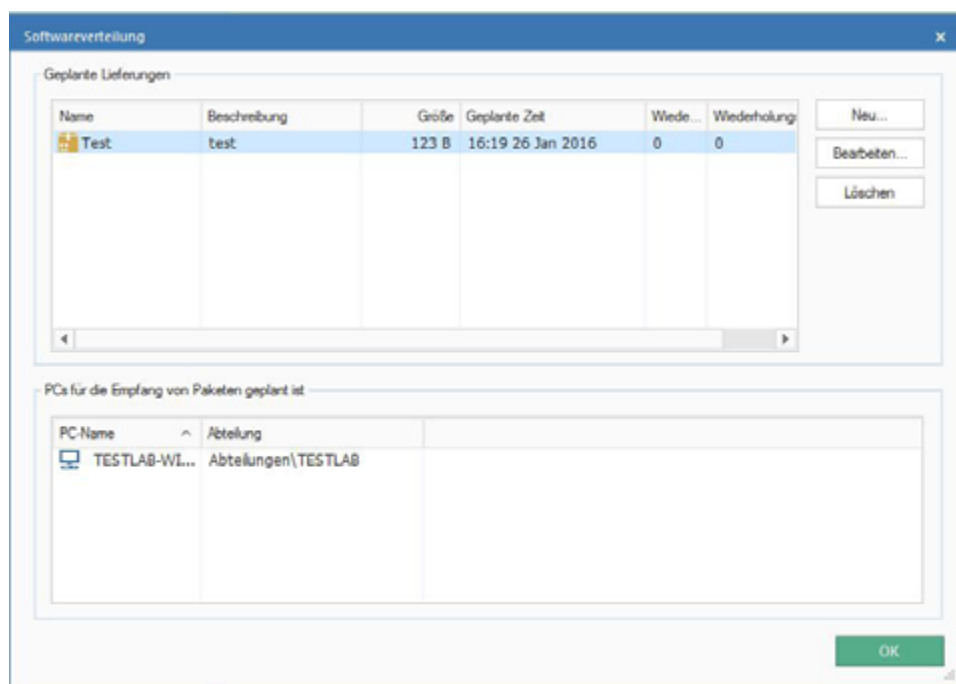 Softwareverteilung
Geplante Lieferungen
Name Beschreibung Größe Geplante Zeit Wiede... Wiederholungs
Test test 123 B 16:19 26 Jan 2016 0 0
Neu...
Bearbeiten...
Löschen
PCs für die Empfang von Paketen geplant ist
PC-Name Abteilung
TESTLAB-WI... Abteilungen\TESTLAB
OK